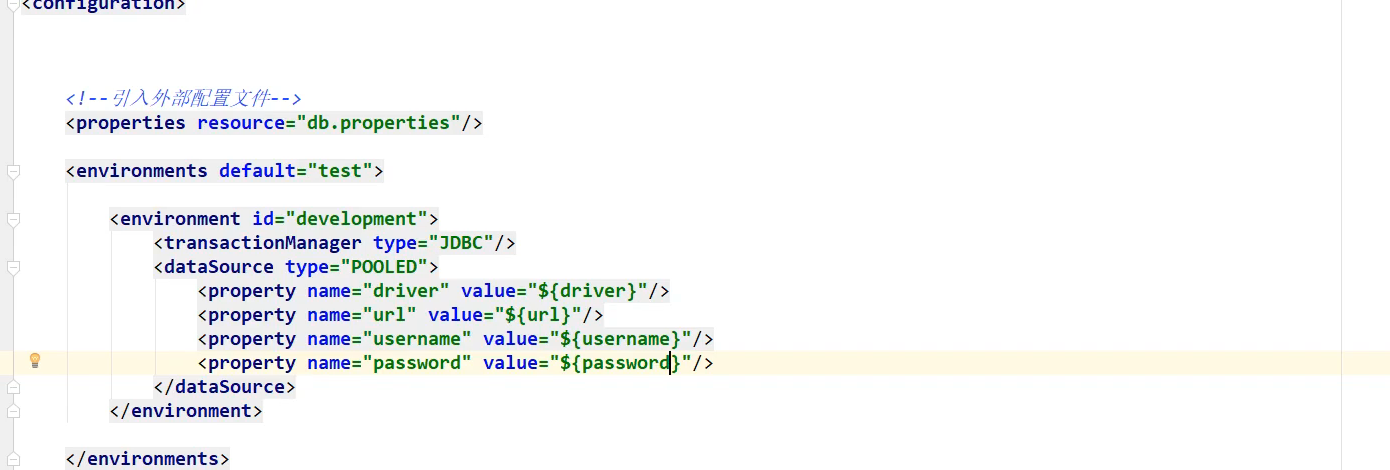 <configuration>
<!--引入外部配置文件-->
<properties resource="db.properties"/>
<environments default="test">
<environment id="development">
<transactionManager type="JDBC"/>
<dataSource type="POOLED">
<property name="driver" value="${driver}"/>
<property name="url" value="${url}"/>
<property name="username" value="${username}"/>
<property name="password" value="${password}"/>
</dataSource>
</environment>
</environments>